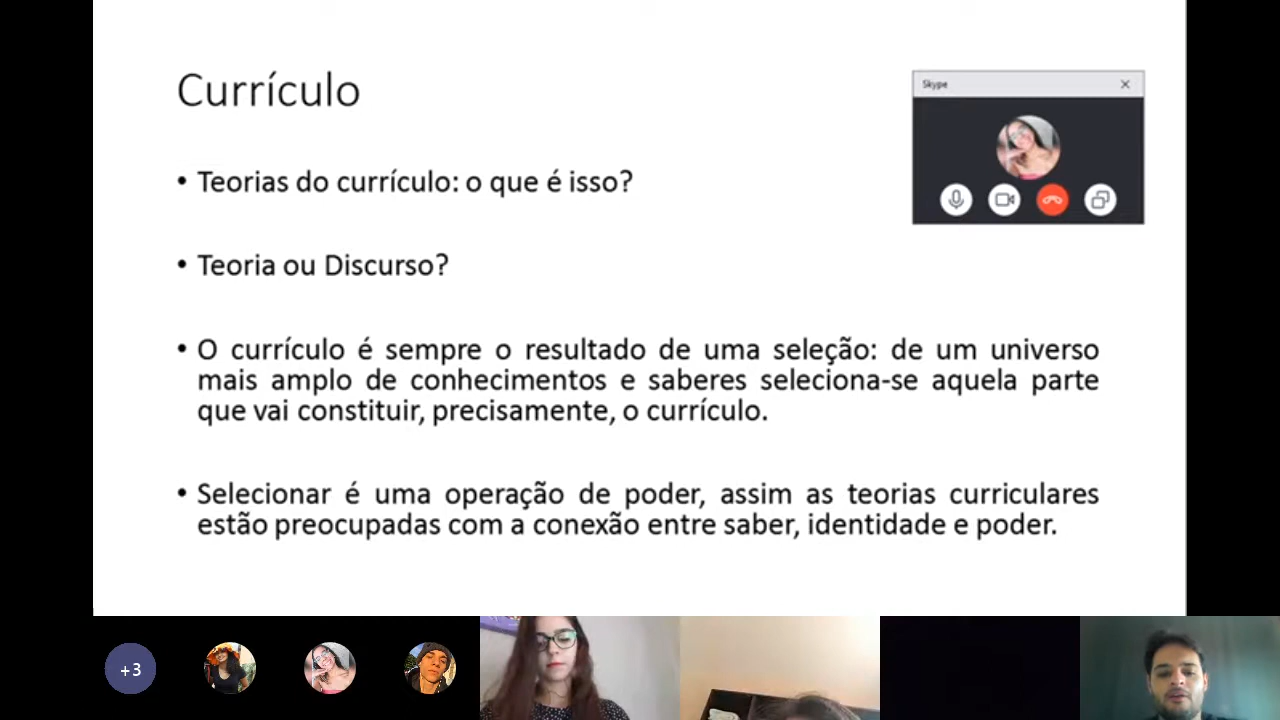 Currículo
Skype
• Teorias do currículo: o que é isso?
• Teoria ou Discurso?
• O currículo é sempre o resultado de uma seleção: de um universo
mais amplo de conhecimentos e saberes seleciona-se aquela parte
que vai constituir, precisamente, o currículo.
• Selecionar é uma operação de poder, assim as teorias curriculares
estão preocupadas com a conexão entre saber, identidade e poder.
+3